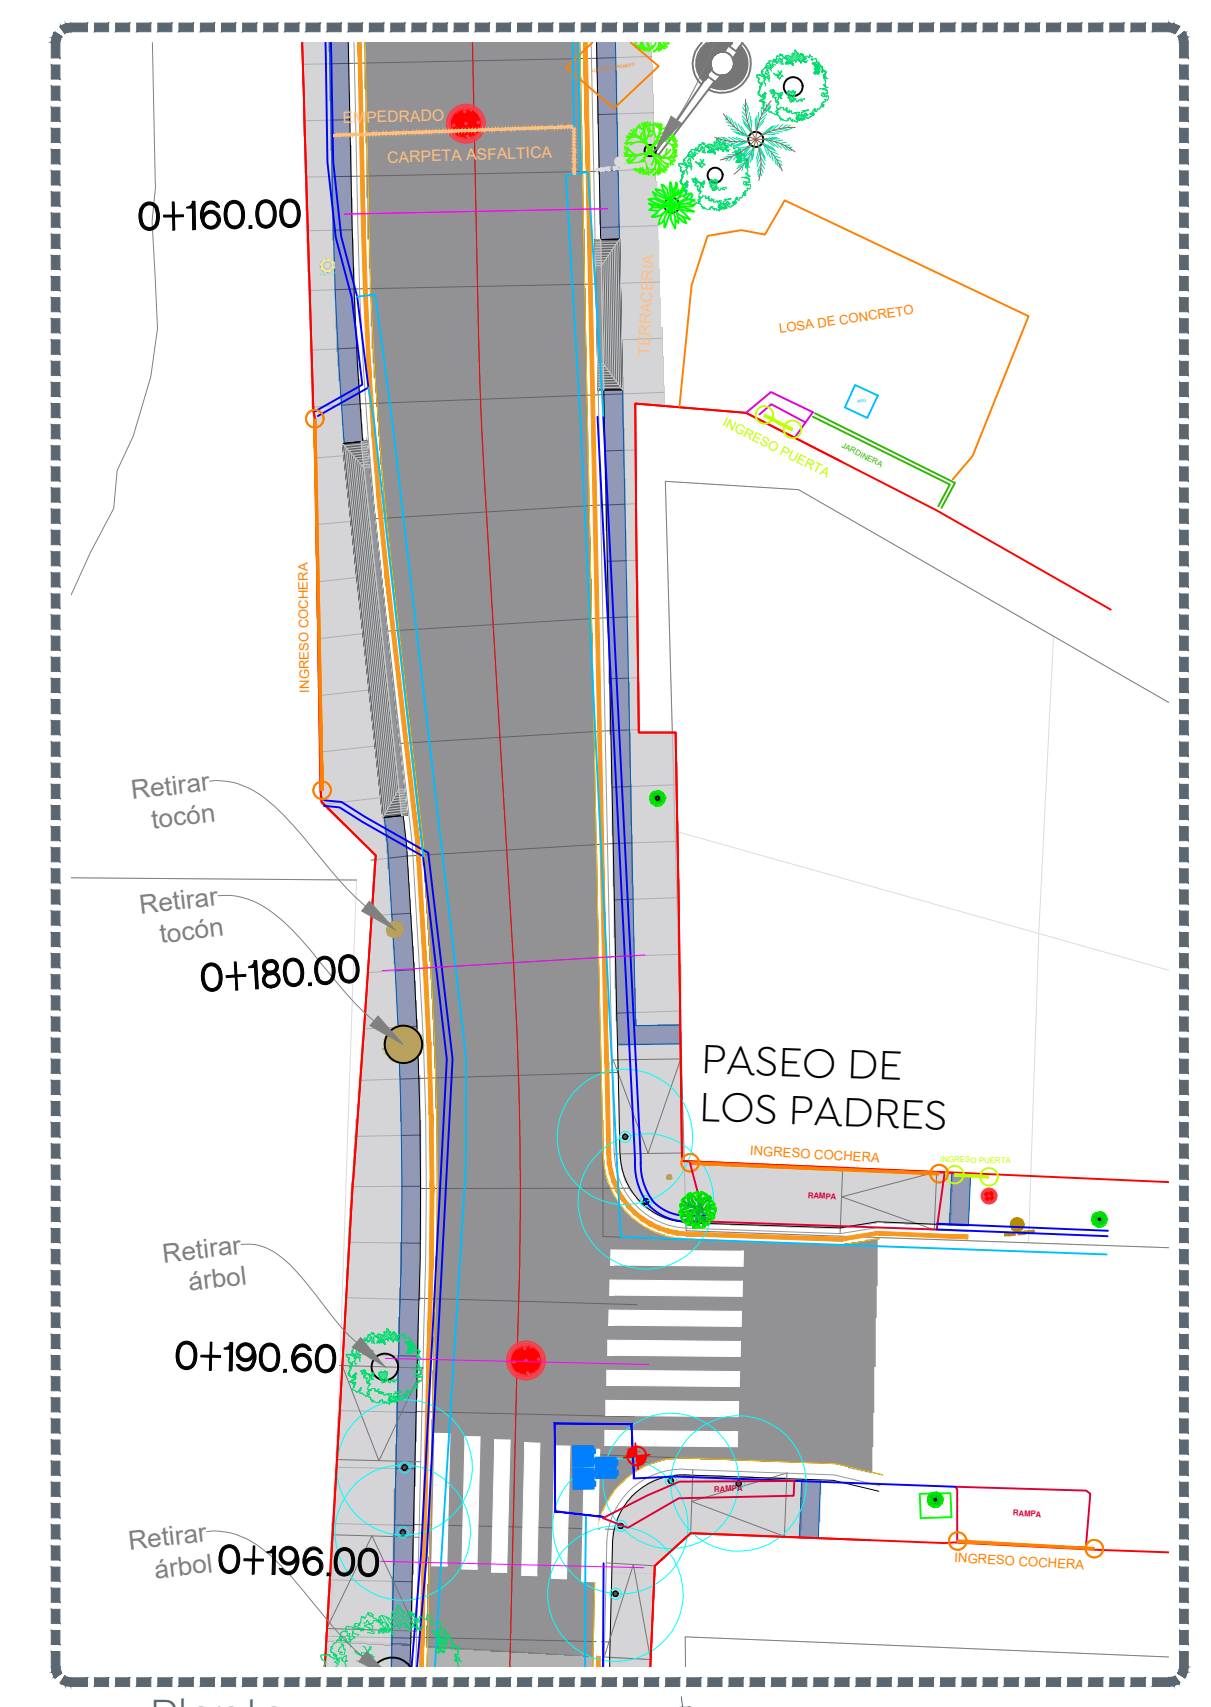 EMPEDRADO
CARPETA ASFALTICA
0+160.00
TERRACERIA
LOSA DE CONCRETO
INGRESO PUERTA
JARDINERA
INGRESO COCHERA
Retirar
tocón
Retirar
tocón
0+180.00
PASEO DE
LOS PADRES
INGRESO COCHERA
INGRESO PUERTA
RAMPA
Retirar
árbol
0+190.60
RAMPA
RAMPA
Retirar
árbol
0+196.00
INGRESO COCHERA